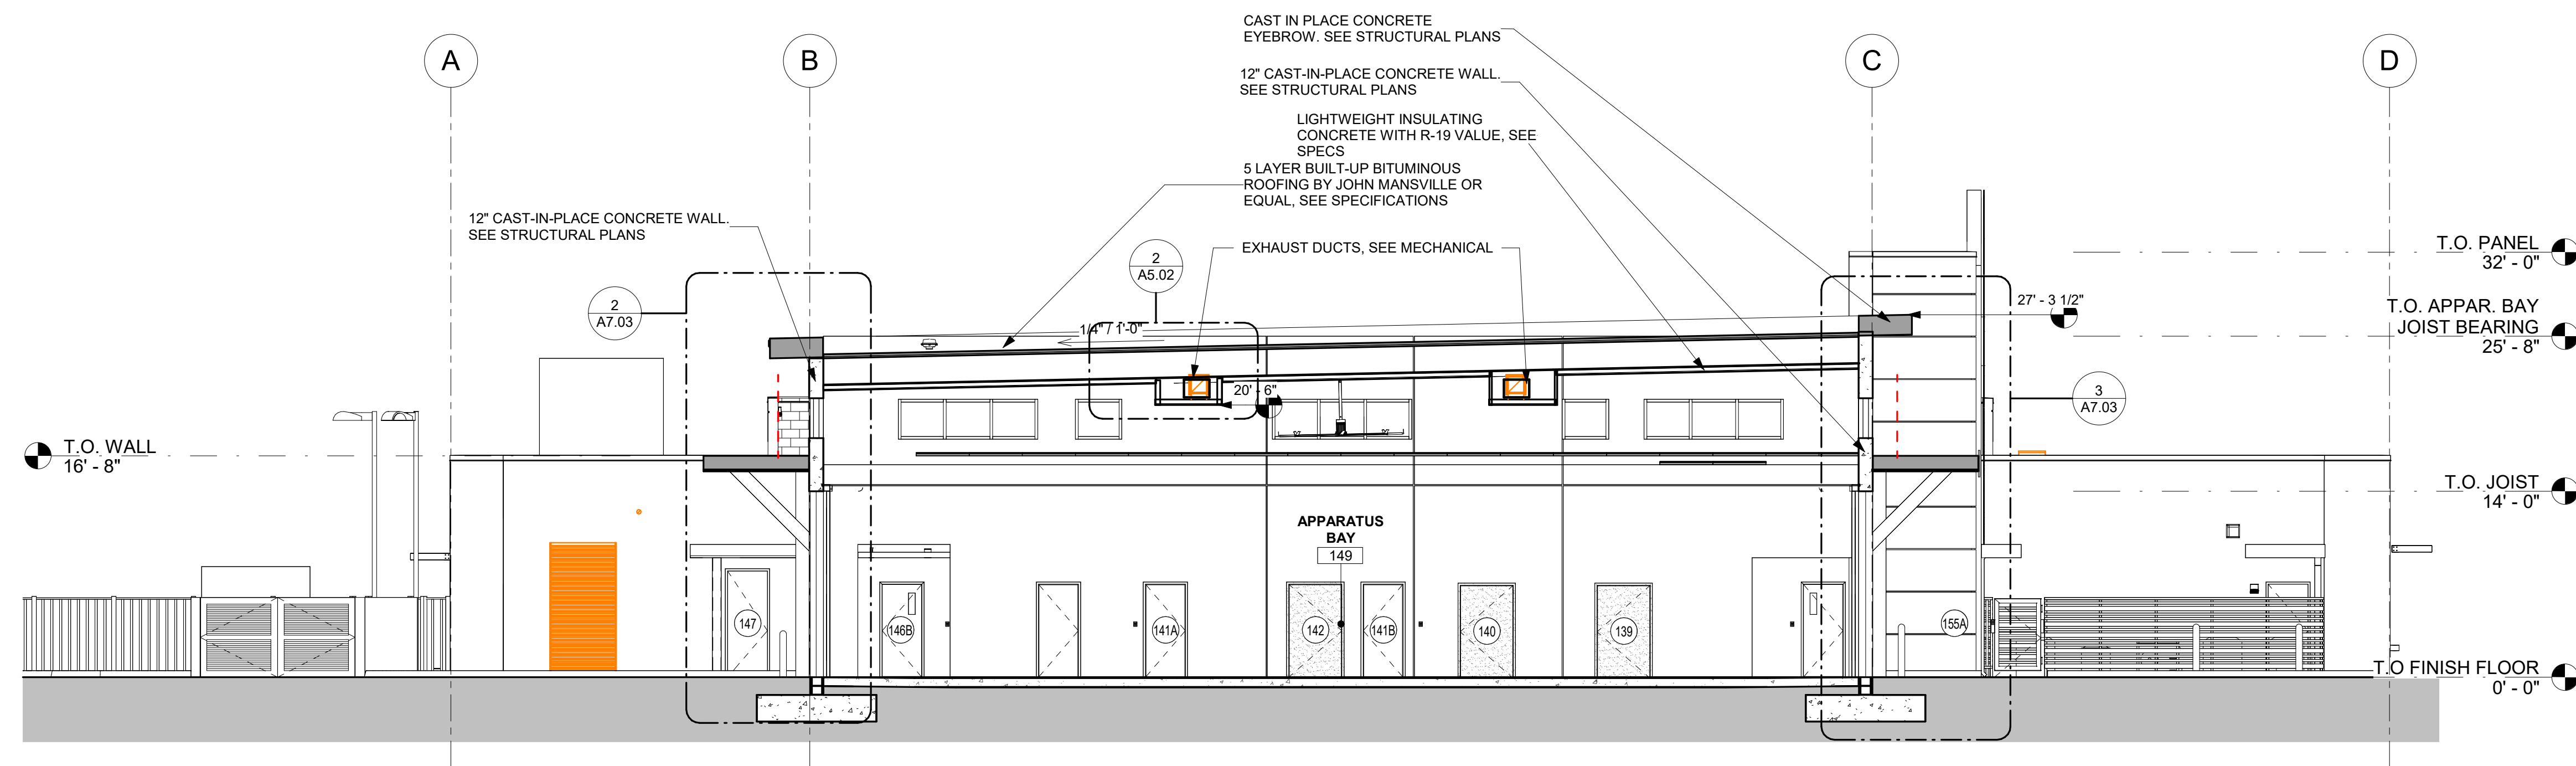 CAST IN PLACE CONCRETE
EYEBROW. SEE STRUCTURAL PLANS
A
B
C
D
12" CAST-IN-PLACE CONCRETE WALL.
SEE STRUCTURAL PLANS
LIGHTWEIGHT INSULATING
CONCRETE WITH R-19 VALUE, SEE
SPECS
5 LAYER BUILT-UP BITUMINOUS
ROOFING BY JOHN MANSVILLE OR
EQUAL, SEE SPECIFICATIONS
12" CAST-IN-PLACE CONCRETE WALL.
SEE STRUCTURAL PLANS
EXHAUST DUCTS, SEE MECHANICAL
2
A5.02
T.O. PANEL
32' - 0"
2
A7.03
27' - 3 1/2"
T.O. APPAR. BAY
JOIST BEARING
25' - 8"
1/4" / 1'-0"
20' - 6"
3
A7.03
T.O. WALL
16' - 8"
T.O. JOIST
14' - 0"
APPARATUS
BAY
149
147
146B
141A
142
141B
140
139
155A
T.O FINISH FLOOR
0' - 0"